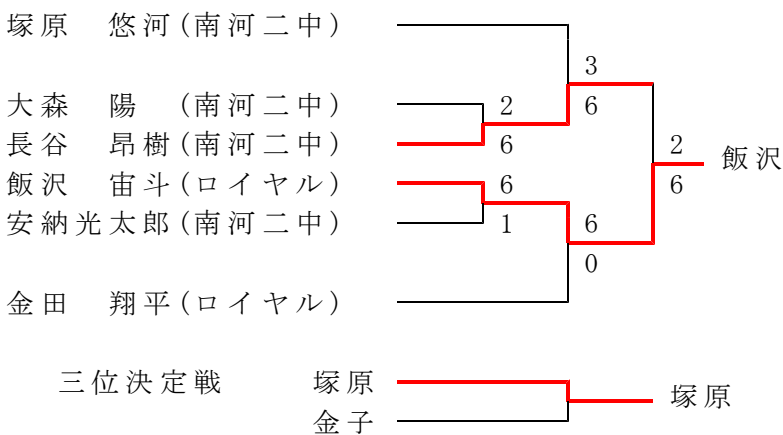 塚原 悠河(南河二中)
3
大森 陽 (南河二中) 2 6
長谷 昂樹(南河二中) 6 2 飯沢
飯沢 宙斗(ロイヤル) 6 6
安納光太郎(南河二中) 1 6
0
金田 翔平(ロイヤル)
三位決定戦 塚原 塚原
金子